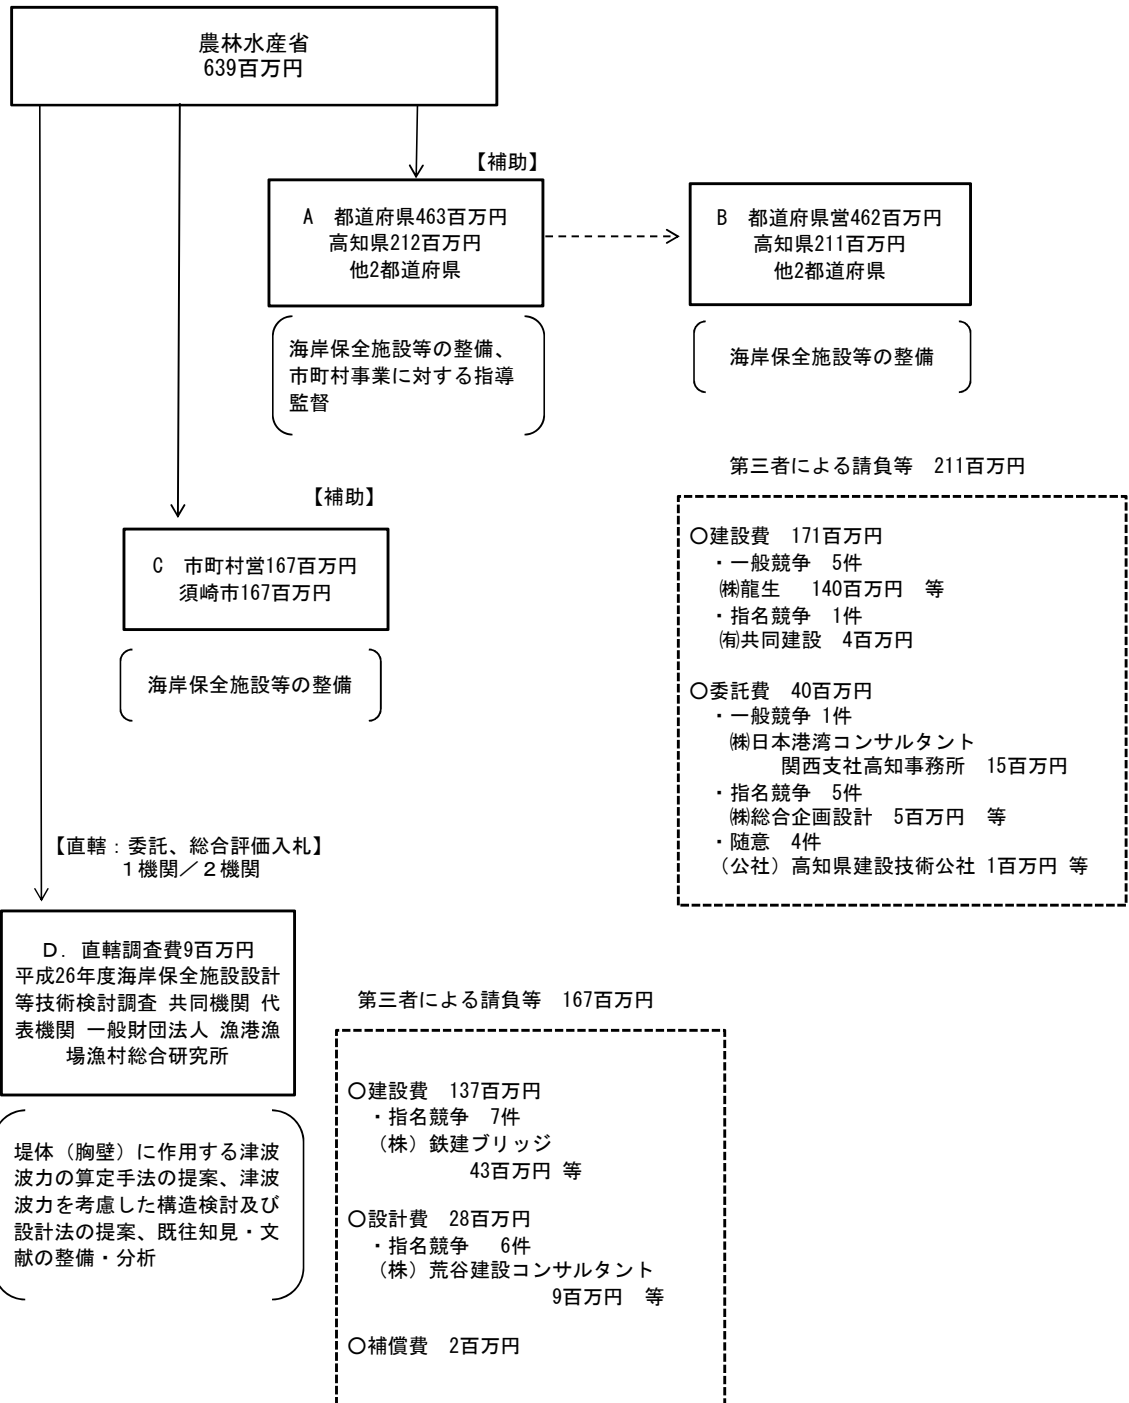 農林水産省
639百万円
【補助】
A　都道府県463百万円
高知県212百万円
他2都道府県
B　都道府県営462百万円
高知県211百万円
他2都道府県
海岸保全施設等の整備、
市町村事業に対する指導
監督
海岸保全施設等の整備
第三者による請負等　211百万円
○建設費　171百万円
・一般競争　5件
㈱龍生　 140百万円　等
・指名競争　1件
㈲共同建設　4百万円
○委託費　40百万円
・一般競争 1件
㈱日本港湾コンサルタント
関西支社高知事務所　15百万円
・指名競争　5件
㈱総合企画設計　5百万円　等
・随意　4件
（公社）高知県建設技術公社 1百万円 等
【補助】
C　市町村営167百万円
須崎市167百万円
海岸保全施設等の整備
【直轄：委託、総合評価入札】
１機関／２機関
Ｄ．直轄調査費9百万円
平成26年度海岸保全施設設計
等技術検討調査 共同機関 代
表機関 一般財団法人 漁港漁
場漁村総合研究所
堤体（胸壁）に作用する津波
波力の算定手法の提案、津波
波力を考慮した構造検討及び
設計法の提案、既往知見・文
献の整備・分析
第三者による請負等　167百万円
○建設費　137百万円
・指名競争　7件
（株）鉄建ブリッジ
43百万円 等
○設計費　28百万円
・指名競争　 6件
（株）荒谷建設コンサルタント
9百万円　等
○補償費　2百万円